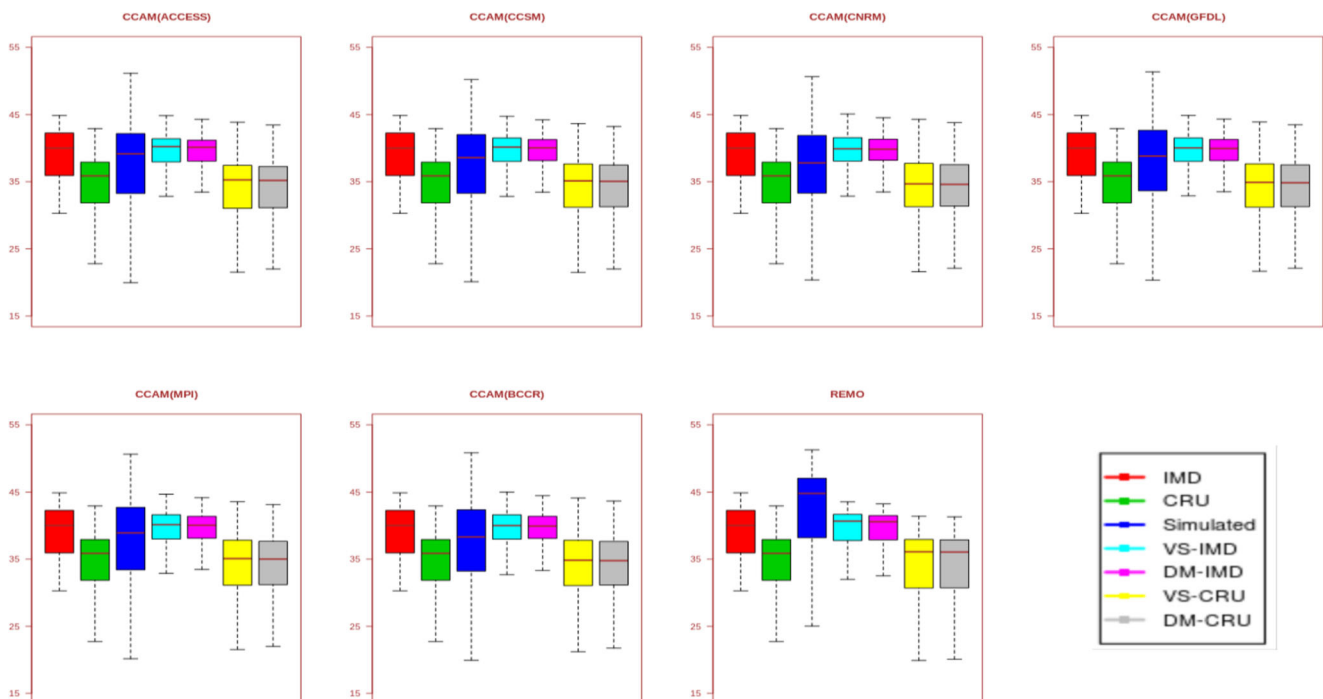 CCAM(ACCESS)
CCAM(CCSM)
CCAM(CNRM)
CCAM(GFDL)
55
45
35
25
15
55
45
35
25
15
55
45
35
25
15
55
45
35
25
15
CCAM(MPI)
CCAM(BCCR)
REMO
55
45
35
25
15
55
45
35
25
15
55
45
35
25
15
IMD
CRU
Simulated
VS-IMD
DM-IMD
VS-CRU
DM-CRU